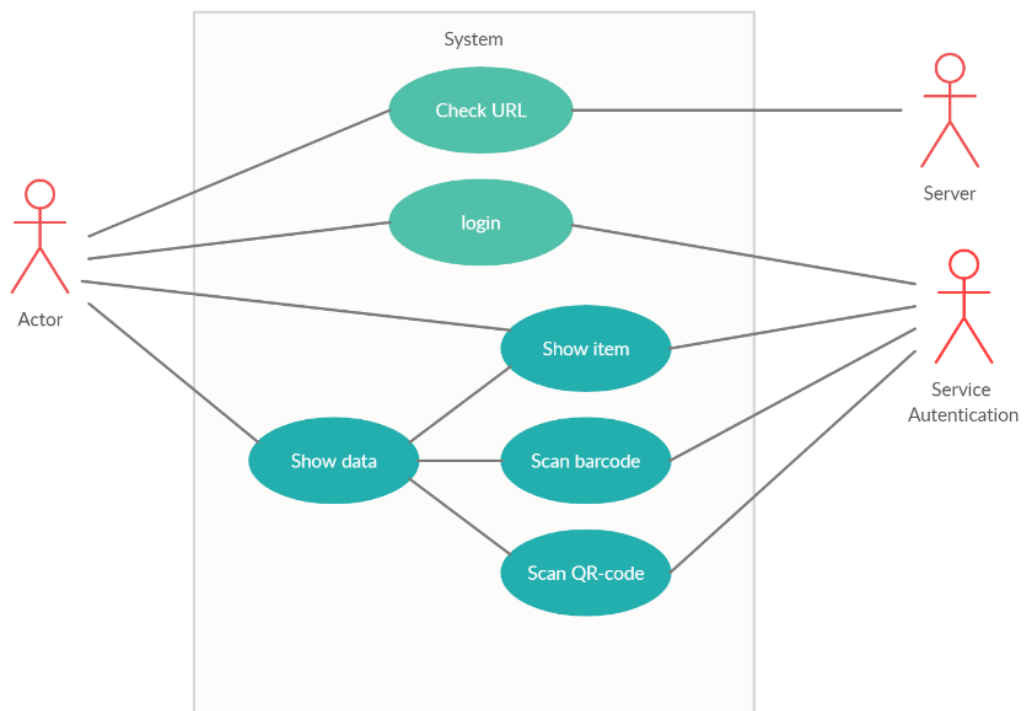 System
Check URL
Server
login
Actor
Show item
Service
Autentication
Show data
Scan barcode
Scan QR-code